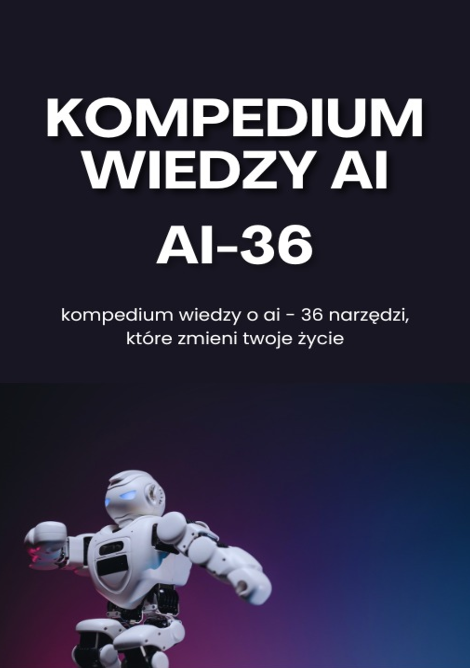 KOMPEDIUM
WIEDZY AI
AI-36
kompedium wiedzy o ai - 36 narzędzi,
które zmieni twoje życie